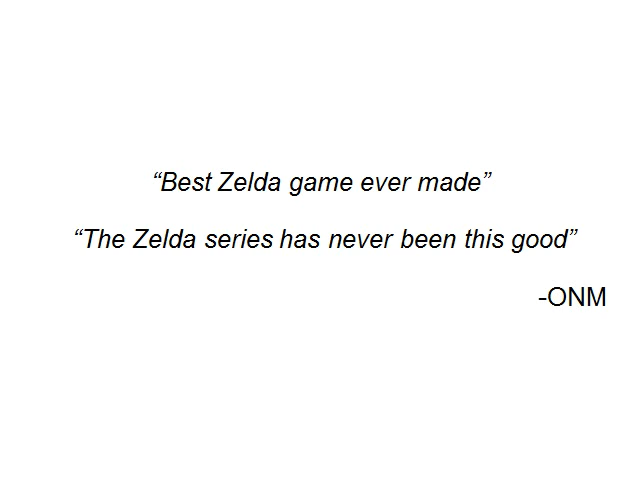 “Best Zelda game ever made”
“The Zelda series has never been this good”
-ONM